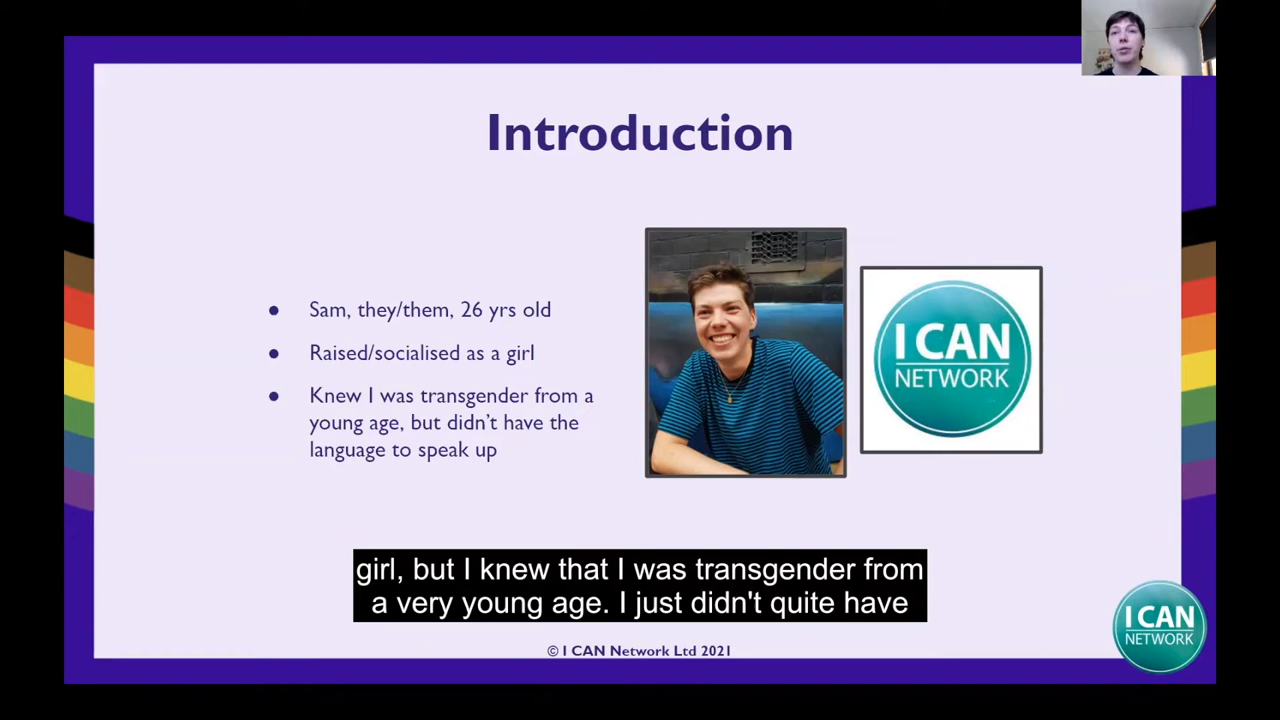 Introduction
● Sam, they/them, 26 yrs old
● Raised/socialised as a girl
● Knew I was transgender from a
young age, but didn’t have the
language to speak up
I CAN
NETWORK
girl, but I knew that I was transgender from
a very young age. I just didn't quite have
I CAN
NETWORK
© I CAN Network Ltd 2021